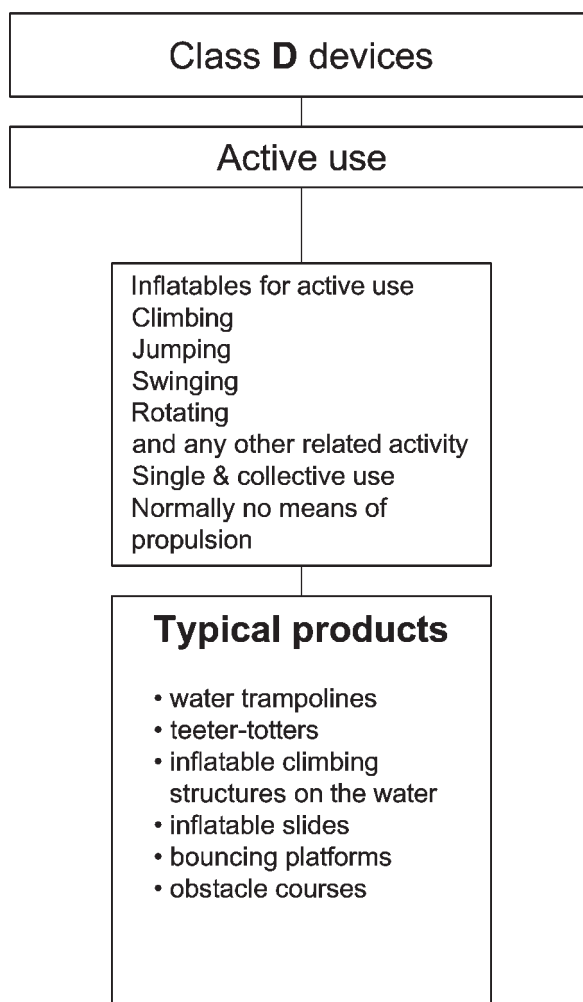 Class D devices
Active use
Inflatables for active use
Climbing
Jumping
Swinging
Rotating
and any other related activity
Single & collective use
Normally no means of
propulsion
Typical products
• water trampolines
• teeter-totters
• inflatable climbing
structures on the water
• inflatable slides
• bouncing platforms
• obstacle courses